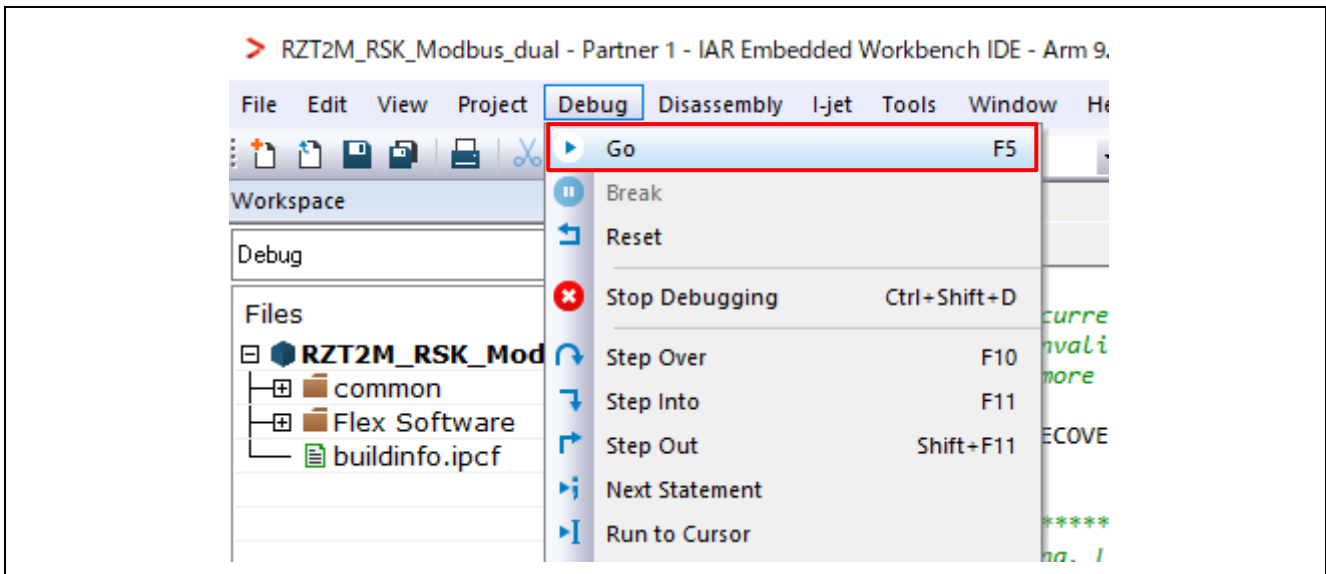 RZT2M_RSK_Modbus_dual - Partner 1 - IAR Embedded Workbench IDE - Arm 9.
File Edit View Project Debug Disassembly I-jet Tools Window He
Workspace
Debug
Files
RZT2M_RSK_Mod
common
Flex Software
buildinfo.ipcf
Go F5
Break
Reset
Stop Debugging Ctrl+Shift+D
Step Over F10
Step Into F11
Step Out Shift+F11
Next Statement
Run to Cursor
curre
nvali
more
ECOVE
*****